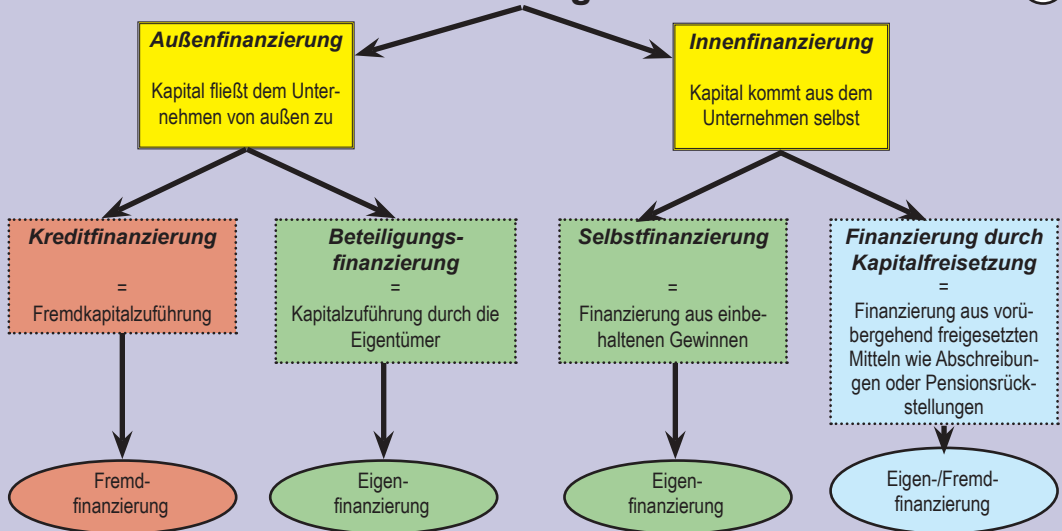 Außenfinanzierung
Kapital fließt dem Unter-
nehmen von außen zu
Innenfinanzierung
Kapital kommt aus dem
Unternehmen selbst
Kreditfinanzierung
=
Fremdkapitalzuführung
Beteiligungs-
finanzierung
=
Kapitalzuführung durch die
Eigentümer
Selbstfinanzierung
=
Finanzierung aus einbe-
haltenen Gewinnen
Finanzierung durch
Kapitalfreisetzung
=
Finanzierung aus vorü-
bergehend freigesetzten
Mitteln wie Abschreibun-
gen oder Pensionsrück-
stellungen
Fremd-
finanzierung
Eigen-
finanzierung
Eigen-
finanzierung
Eigen-/Fremd-
finanzierung